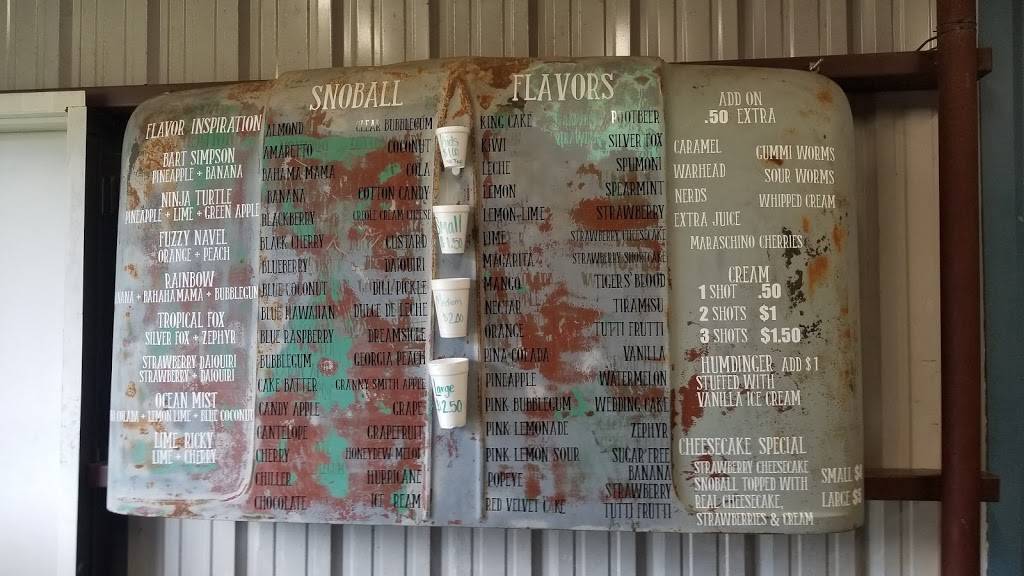 SNOBALL FLAVORS
FLAVOR INSPIRATION
BART SIMPSON
PINEAPPLE + BANANA
NINJA TURTLE
PINEAPPLE + LIME + GREEN APPLE
FUZZY NAVEL
ORANGE + PEACH
RAINBOW
+ BAHAHAMAMA + BUBBLEGUM
TROPICAL FOX
SILVER FOX + ZEPHYR
STRAWBERRY DAIQUIRI
STRAWBERRY + DAIQUIRI
OCEAN MIST
+ LEMON LIME + BLUE COCONUT
LIME RICKY
LIME + CHERRY
ALMOND
AMARETTO
BAHAMA MAMA
BANANA
BLACKBERRY
BLACK CHERRY
BLUEBERRY
BLUE COCONUT
BLUE HAWAIIAN
BLUE RASPBERRY
BUBBLEGUM
CAKE BATTER
CANDY APPLE
CANTELOPE
CHERRY
CHILLER
CHOCOLATE
CLEAR BUBBLEGUM
COCONUT
COLA
COTTON CANDY
CREOLE CREAM CHEESE
CUSTARD
DAIQUIRI
DILL PICKLE
DULCE DE LECHE
DREAMSICLE
GEORGIA PEACH
GRANNY SMITH APPLE
GRAPE
GRAPEFRUIT
HONEYDEW MELON
HURRICANE
ICE CREAM
Small
$1.50
Medium
$2.00
Large
$2.50
KING CAKE
KIWI
LECHE
LEMON
LEMON-LIME
LIME
MAGARITA
MANGO
NECTAR
ORANGE
PINA-COLADA
PINEAPPLE
PINK BUBBLEGUM
PINK LEMONADE
PINK LEMON SOUR
POPEYE
RED VELVET CAKE
ROOTBEER
SILVER FOX
SPUMONI
SPEARMINT
STRAWBERRY
STRAWBERRY CHEESECAKE
STRAWBERRY SHORTCAKE
TIGER'S BLOOD
TIRAMISU
TUTTI FRUTTI
VANILLA
WATERMELON
WEDDING CAKE
ZEPHYR
SUGAR FREE
BANANA
STRAWBERRY
TUTTI FRUTTI
ADD ON
.50 EXTRA
CARAMEL
WARHEAD
NERDS
EXTRA JUICE
GUMMI WORMS
SOUR WORMS
WHIPPED CREAM
MARASCHINO CHERRIES
CREAM
1 SHOT .50
2 SHOTS $1
3 SHOTS $1.50
HUMDINGER ADD $1
STUFFED WITH
VANILLA ICE CREAM
CHEESECAKE SPECIAL
STRAWBERRY CHEESECAKE
SNOBALL TOPPED WITH
REAL CHEESECAKE,
STRAWBERRIES & CREAM
SMALL
LARGE